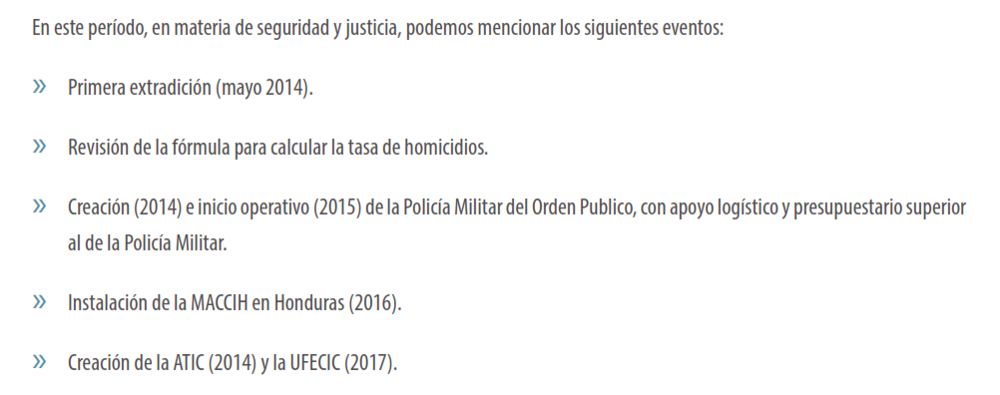 En este período, en materia de seguridad y justicia, podemos mencionar los siguientes eventos:
» Primera extradición (mayo 2014).
» Revisión de la fórmula para calcular la tasa de homicidios.
» Creación (2014) e inicio operativo (2015) de la Policía Militar del Orden Publico, con apoyo logístico y presupuestario superior
al de la Policía Militar.
» Instalación de la MACCIH en Honduras (2016).
» Creación de la ATIC (2014) y la UFECIC (2017).